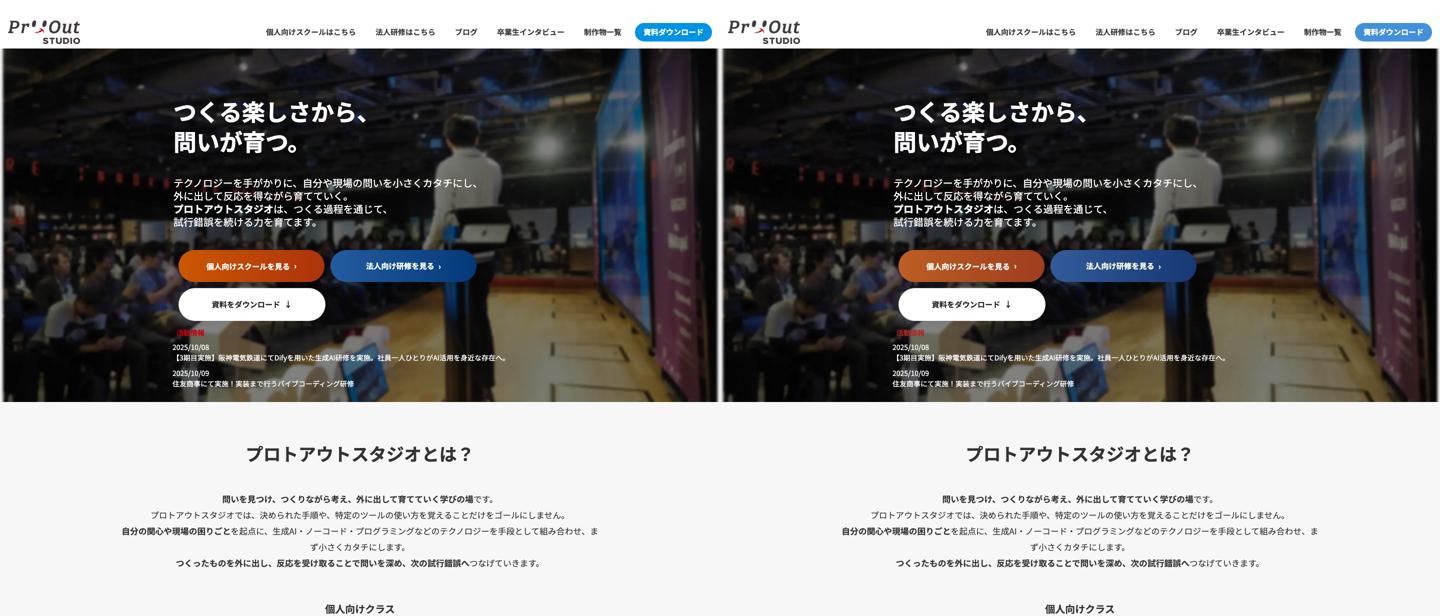 Pr Out
STUDIO
個人向けスクールはこちら 法人研修はこちら ブログ 卒業生インタビュー 制作物一覧 資料ダウンロード
つくる楽しさから、
問いが育つ。
テクノロジーを手がかりに、自分や現場の問いを小さくカタチにし、
外に出して反応を得ながら育てていく。
プロトアウトスタジオは、つくる過程を通じて、
試行錯誤を続ける力を育てます。
個人向けスクールを見る › 法人向け研修を見る ›
資料をダウンロード ↓
活動情報
2025/10/08
【3期目実施】阪神電気鉄道にてDifyを用いた生成AI研修を実施。社員一人ひとりがAI活用を身近な存在へ。
2025/10/09
住友商事にて実施！実装まで行うバイブコーディング研修
プロトアウトスタジオとは？
問いを見つけ、つくりながら考え、外に出して育てていく学びの場です。
プロトアウトスタジオでは、決められた手順や、特定のツールの使い方を覚えることだけをゴールにしません。
自分の関心や現場の困りごとを起点に、生成AI・ノーコード・プログラミングなどのテクノロジーを手段として組み合わせ、ま
ず小さくカタチにします。
つくったものを外に出し、反応を受け取ることで問いを深め、次の試行錯誤へつなげていきます。
個人向けクラス
Pr Out
STUDIO
個人向けスクールはこちら 法人研修はこちら ブログ 卒業生インタビュー 制作物一覧 資料ダウンロード
つくる楽しさから、
問いが育つ。
テクノロジーを手がかりに、自分や現場の問いを小さくカタチにし、
外に出して反応を得ながら育てていく。
プロトアウトスタジオは、つくる過程を通じて、
試行錯誤を続ける力を育てます。
個人向けスクールを見る › 法人向け研修を見る ›
資料をダウンロード ↓
活動情報
2025/10/08
【3期目実施】阪神電気鉄道にてDifyを用いた生成AI研修を実施。社員一人ひとりがAI活用を身近な存在へ。
2025/10/09
住友商事にて実施！実装まで行うバイブコーディング研修
プロトアウトスタジオとは？
問いを見つけ、つくりながら考え、外に出して育てていく学びの場です。
プロトアウトスタジオでは、決められた手順や、特定のツールの使い方を覚えることだけをゴールにしません。
自分の関心や現場の困りごとを起点に、生成AI・ノーコード・プログラミングなどのテクノロジーを手段として組み合わせ、ま
ず小さくカタチにします。
つくったものを外に出し、反応を受け取ることで問いを深め、次の試行錯誤へつなげていきます。
個人向けクラス